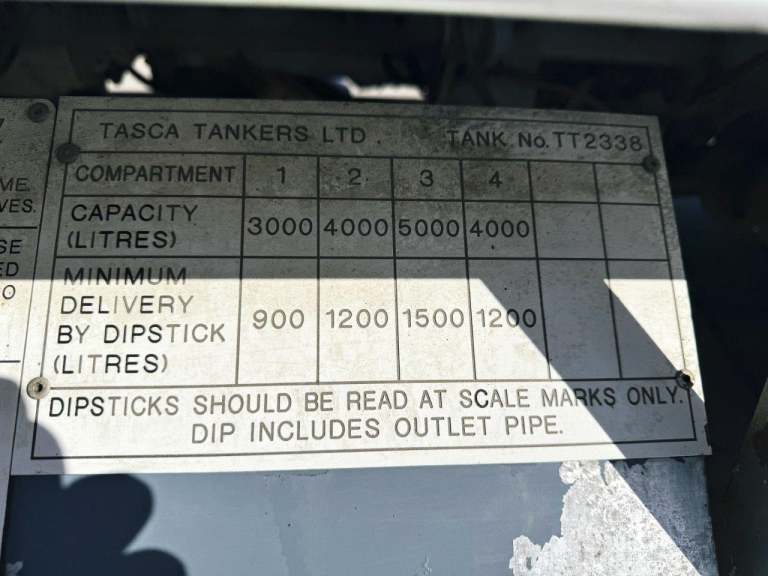 TASCA TANKERS LTD. TANK No. TT2338
COMPARTMENT 1 2 3 4
CAPACITY
(LITRES) 3000 4000 5000 4000
MINIMUM
DELIVERY
BY DIPSTICK
(LITRES) 900 1200 1500 1200
DIPSTICKS SHOULD BE READ AT SCALE MARKS ONLY.
DIP INCLUDES OUTLET PIPE.